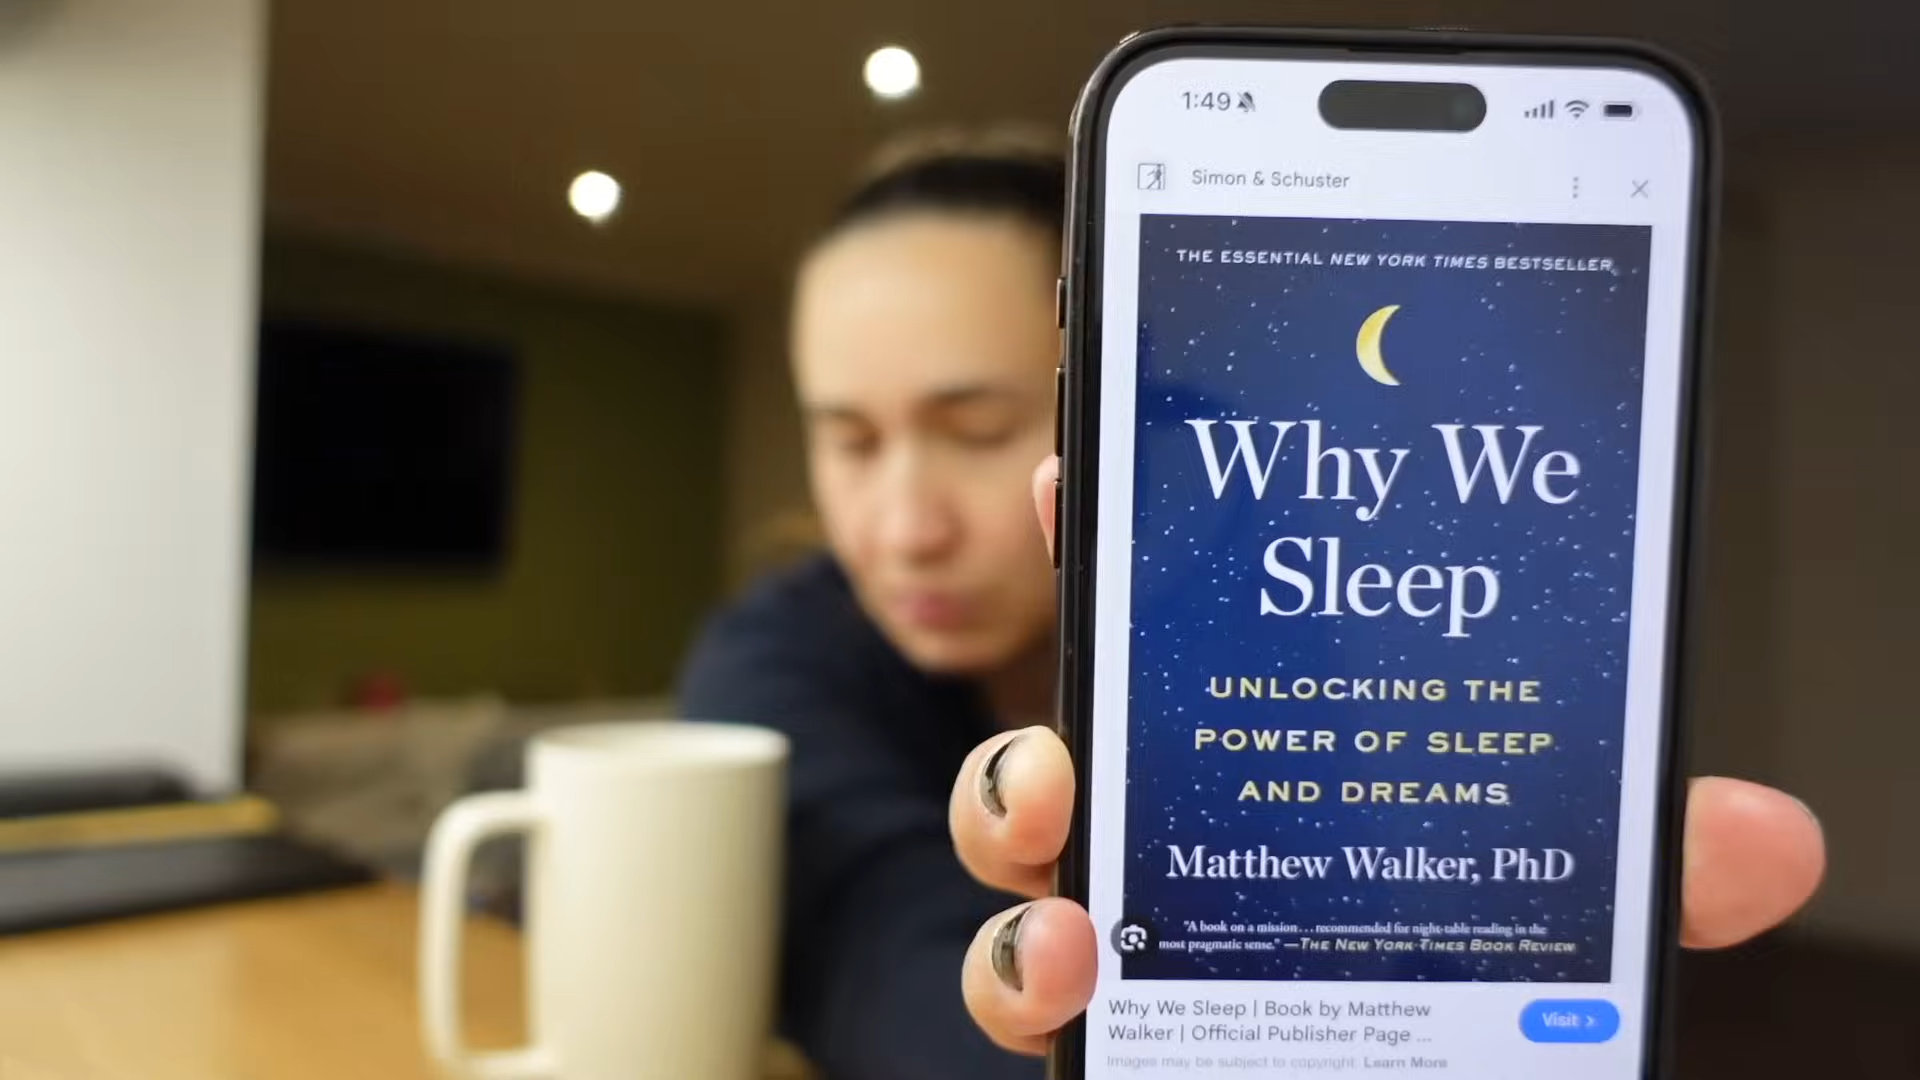 1:49
Simon & Schuster
THE ESSENTIAL NEW YORK TIMES BESTSELLER
Why We
Sleep
UNLOCKING THE
POWER OF SLEEP
AND DREAMS
Matthew Walker, PhD
"A book on a mission...recommended for night-table reading in the
most pragmatic sense." —THE NEW YORK TIMES BOOK REVIEW
Why We Sleep | Book by Matthew
Walker | Official Publisher Page ...
Visit >
Images may be subject to copyright. Learn More